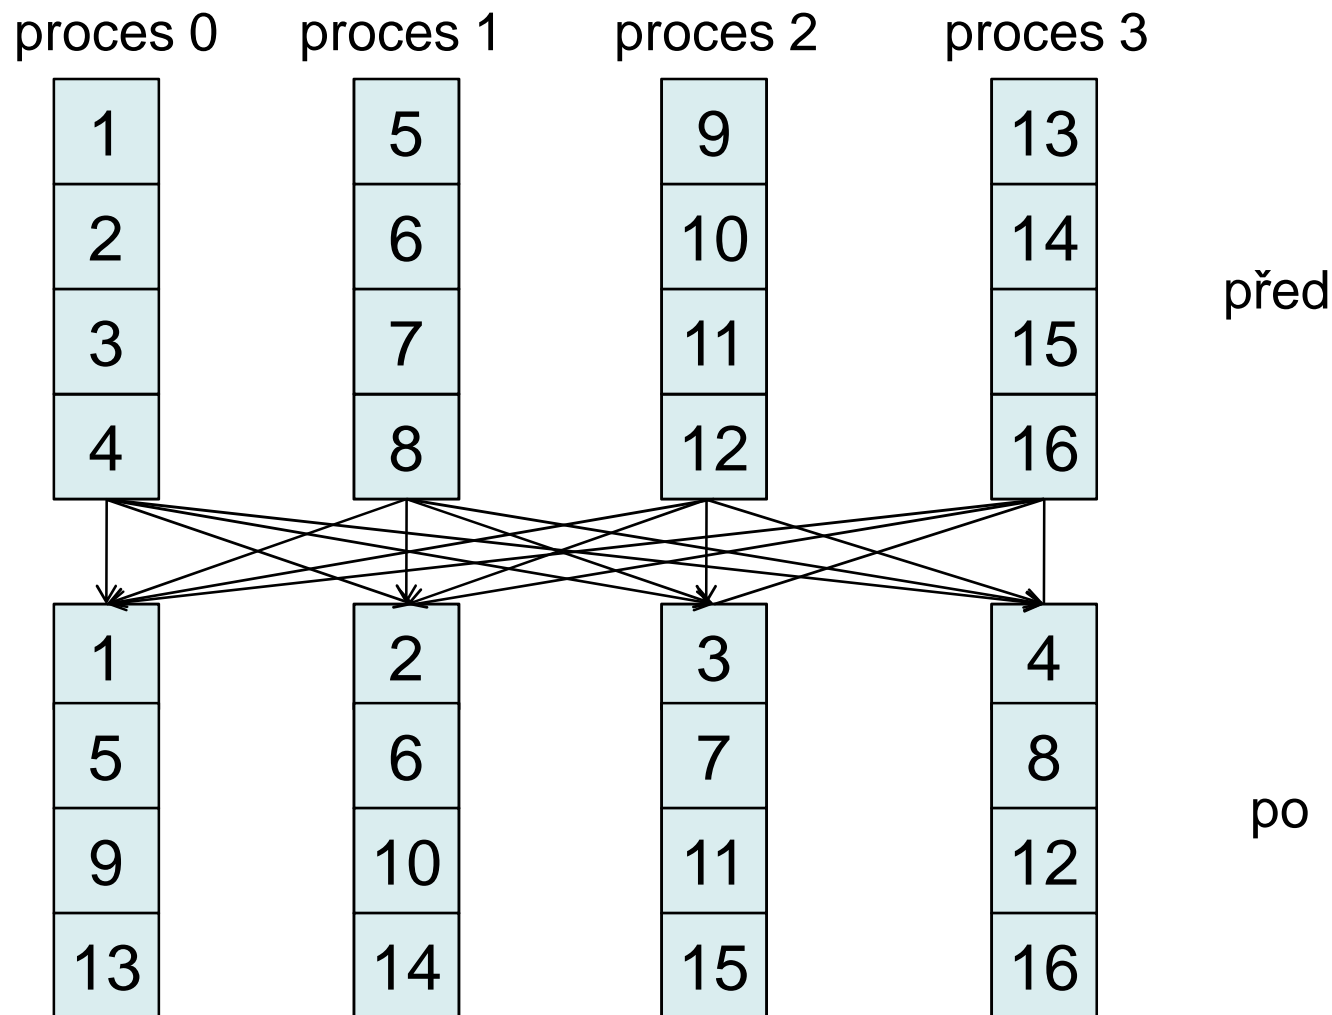 proces 0 proces 1 proces 2 proces 3
1 5 9 13
2 6 10 14
před
3 7 11 15
4 8 12 16
1 2 3 4
5 6 7 8
po
9 10 11 12
13 14 15 16